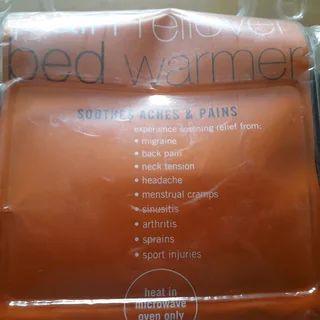 reliever
bed warmer
SOOTHES ACHES & PAINS
experience soothing relief from:
• migraine
• back pain
• neck tension
• headache
• menstrual cramps
• sinusitis
• arthritis
• sprains
• sport injuries
heat in
microwave
oven only